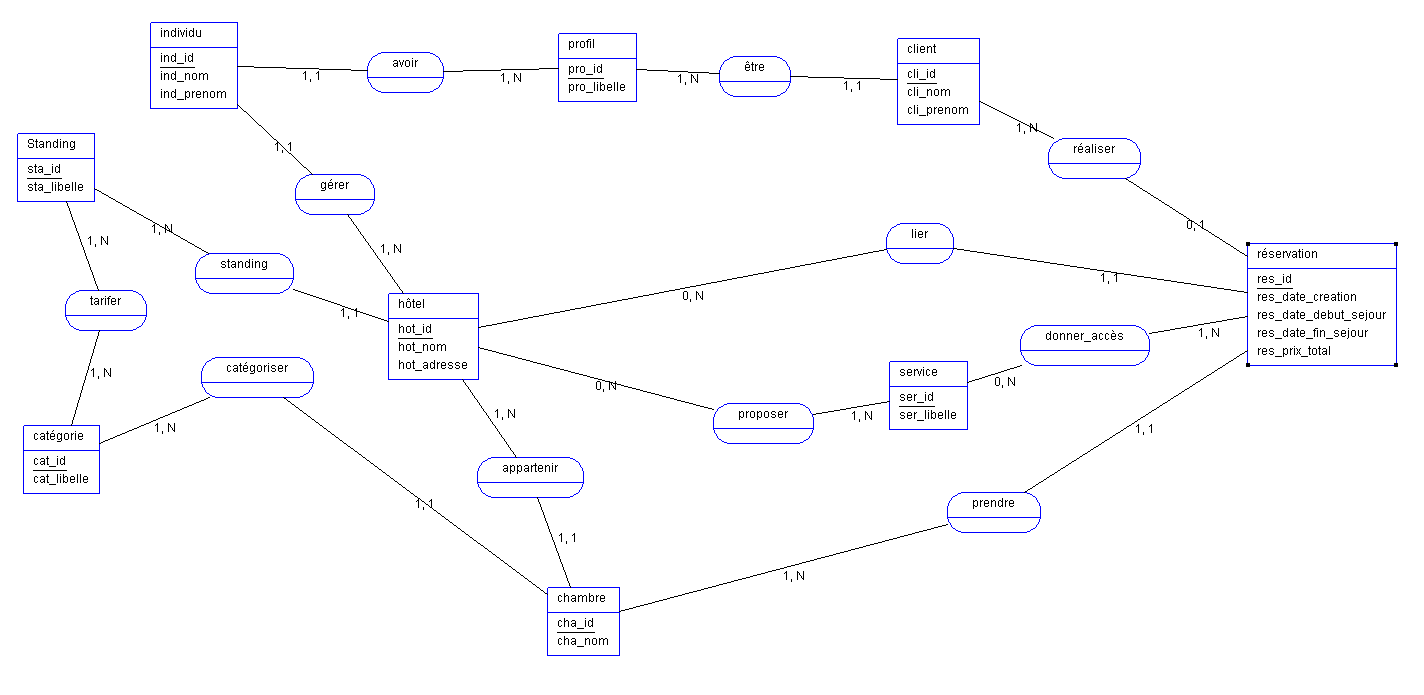 individu
ind_id
ind_nom
ind_prenom
1, 1
avoir
1, N
profil
pro_id
pro_libelle
1, N
être
1, 1
client
cli_id
cli_nom
cli_prenom
1, N
réaliser
0, 1
Standing
sta_id
sta_libelle
1, 1
gérer
1, N
1, N
standing
1, 1
1, N
tarifer
1, N
hôtel
hot_id
hot_nom
hot_adresse
0, N
lier
1, 1
réservation
res_id
res_date_creation
res_date_debut_sejour
res_date_fin_sejour
res_prix_total
donner_accès
1, N
0, N
service
ser_id
ser_libelle
0, N
proposer
1, N
catégoriser
1, N
1, 1
catégorie
cat_id
cat_libelle
1, N
appartenir
1, 1
1, 1
prendre
1, N
chambre
cha_id
cha_nom